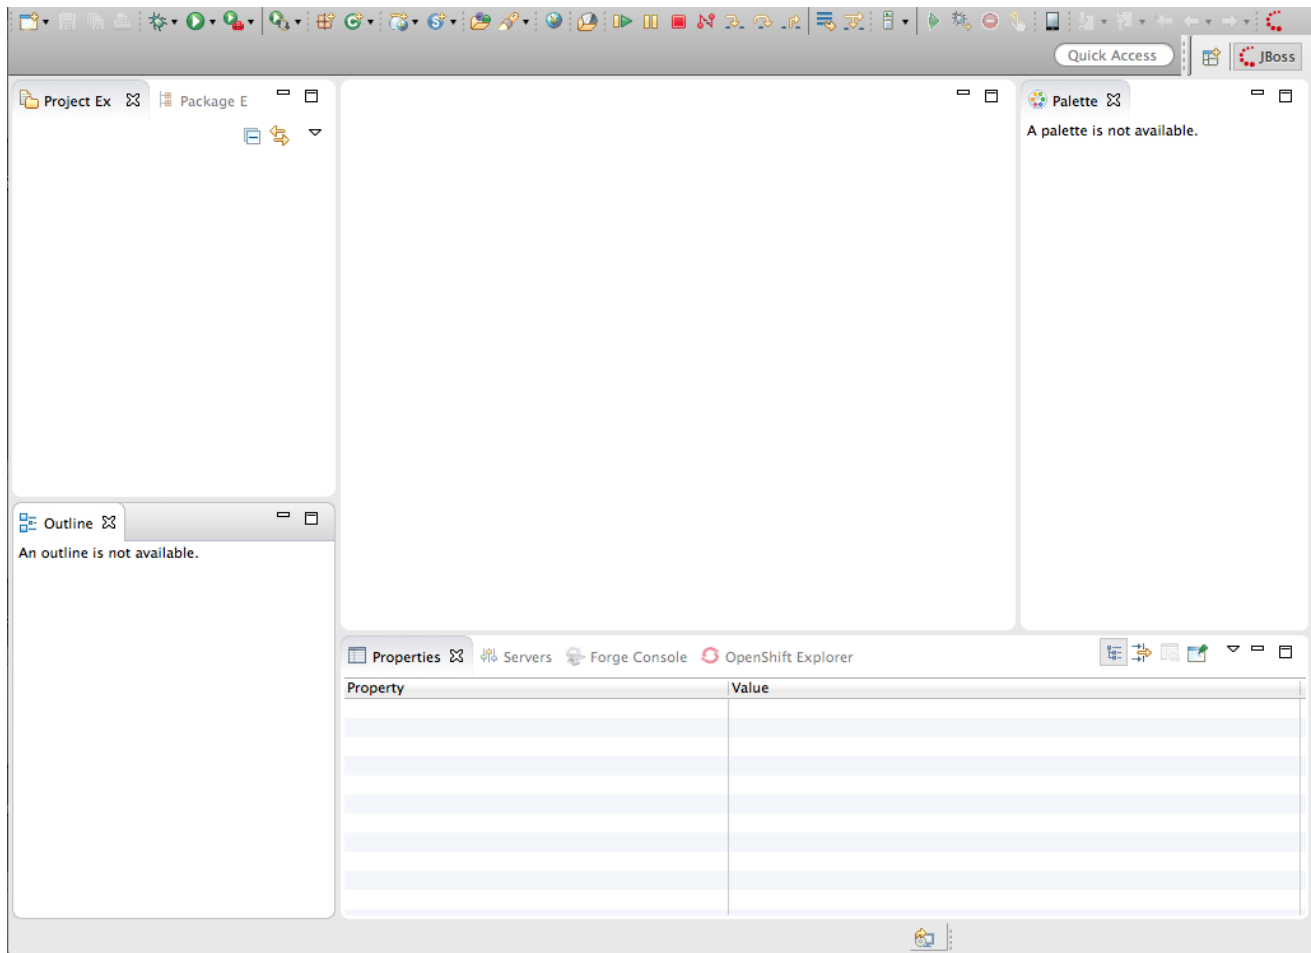 Quick Access
JBoss
Project Ex
Package E
Palette
A palette is not available.
Outline
An outline is not available.
Properties
Servers
Forge Console
OpenShift Explorer
Property
Value